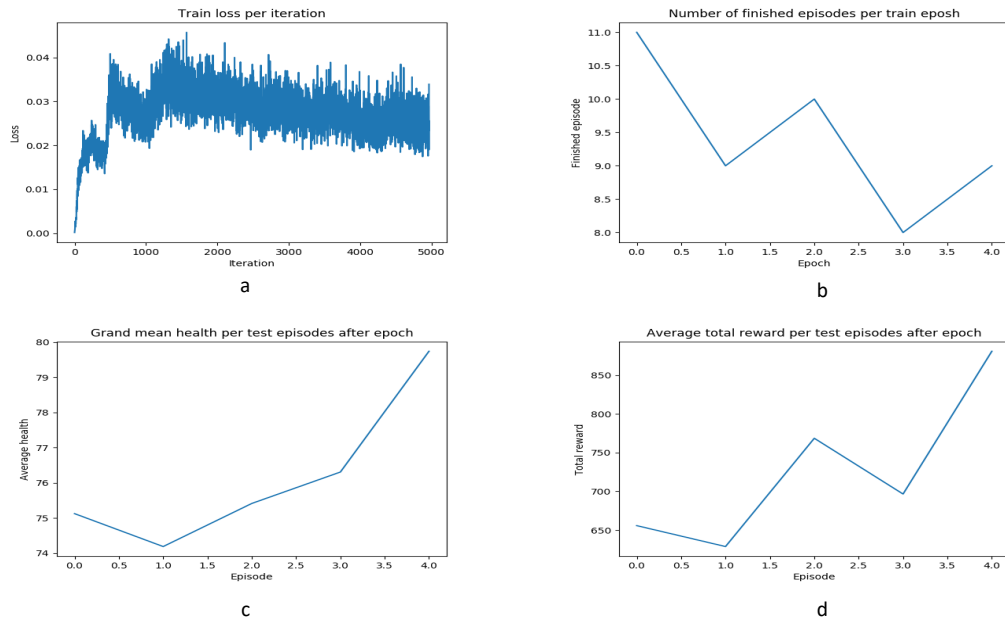 Train loss per iteration
0.04
0.03
0.02
0.01
0.00
Loss
0 1000 2000 3000 4000 5000
Iteration
a
Number of finished episodes per train eposh
11.0
10.5
10.0
9.5
9.0
8.5
8.0
Finished episode
0.0 0.5 1.0 1.5 2.0 2.5 3.0 3.5 4.0
Epoch
b
Grand mean health per test episodes after epoch
80
79
78
77
76
75
74
Average health
0.0 0.5 1.0 1.5 2.0 2.5 3.0 3.5 4.0
Episode
c
Average total reward per test episodes after epoch
850
800
750
700
650
Total reward
0.0 0.5 1.0 1.5 2.0 2.5 3.0 3.5 4.0
Episode
d